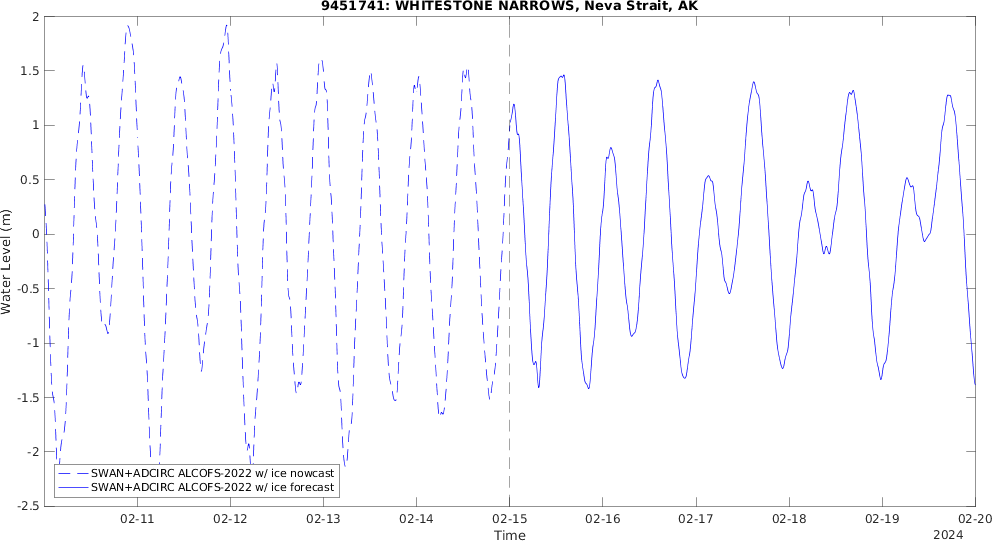 9451741: WHITESTONE NARROWS, Neva Strait, AK
2
1.5
1
0.5
0
-0.5
-1
-1.5
-2
-2.5
Water Level (m)
SWAN+ADCIRC ALCOFS-2022 w/ ice nowcast
SWAN+ADCIRC ALCOFS-2022 w/ ice forecast
02-11 02-12 02-13 02-14 02-15 02-16 02-17 02-18 02-19 02-20
Time
2024